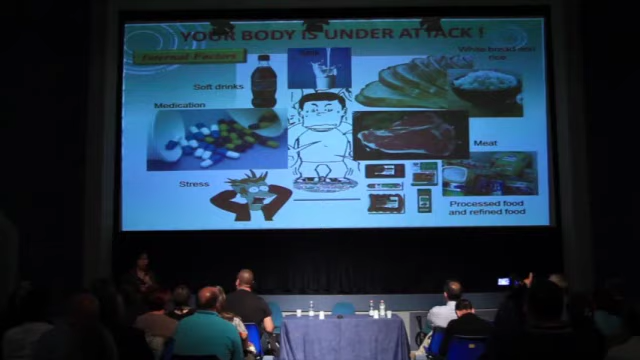 YOUR BODY IS UNDER ATTACK !
Internal Factors
White bread and
rice
Soft drinks
Medication
Meat
Stress
Processed food
and refined food